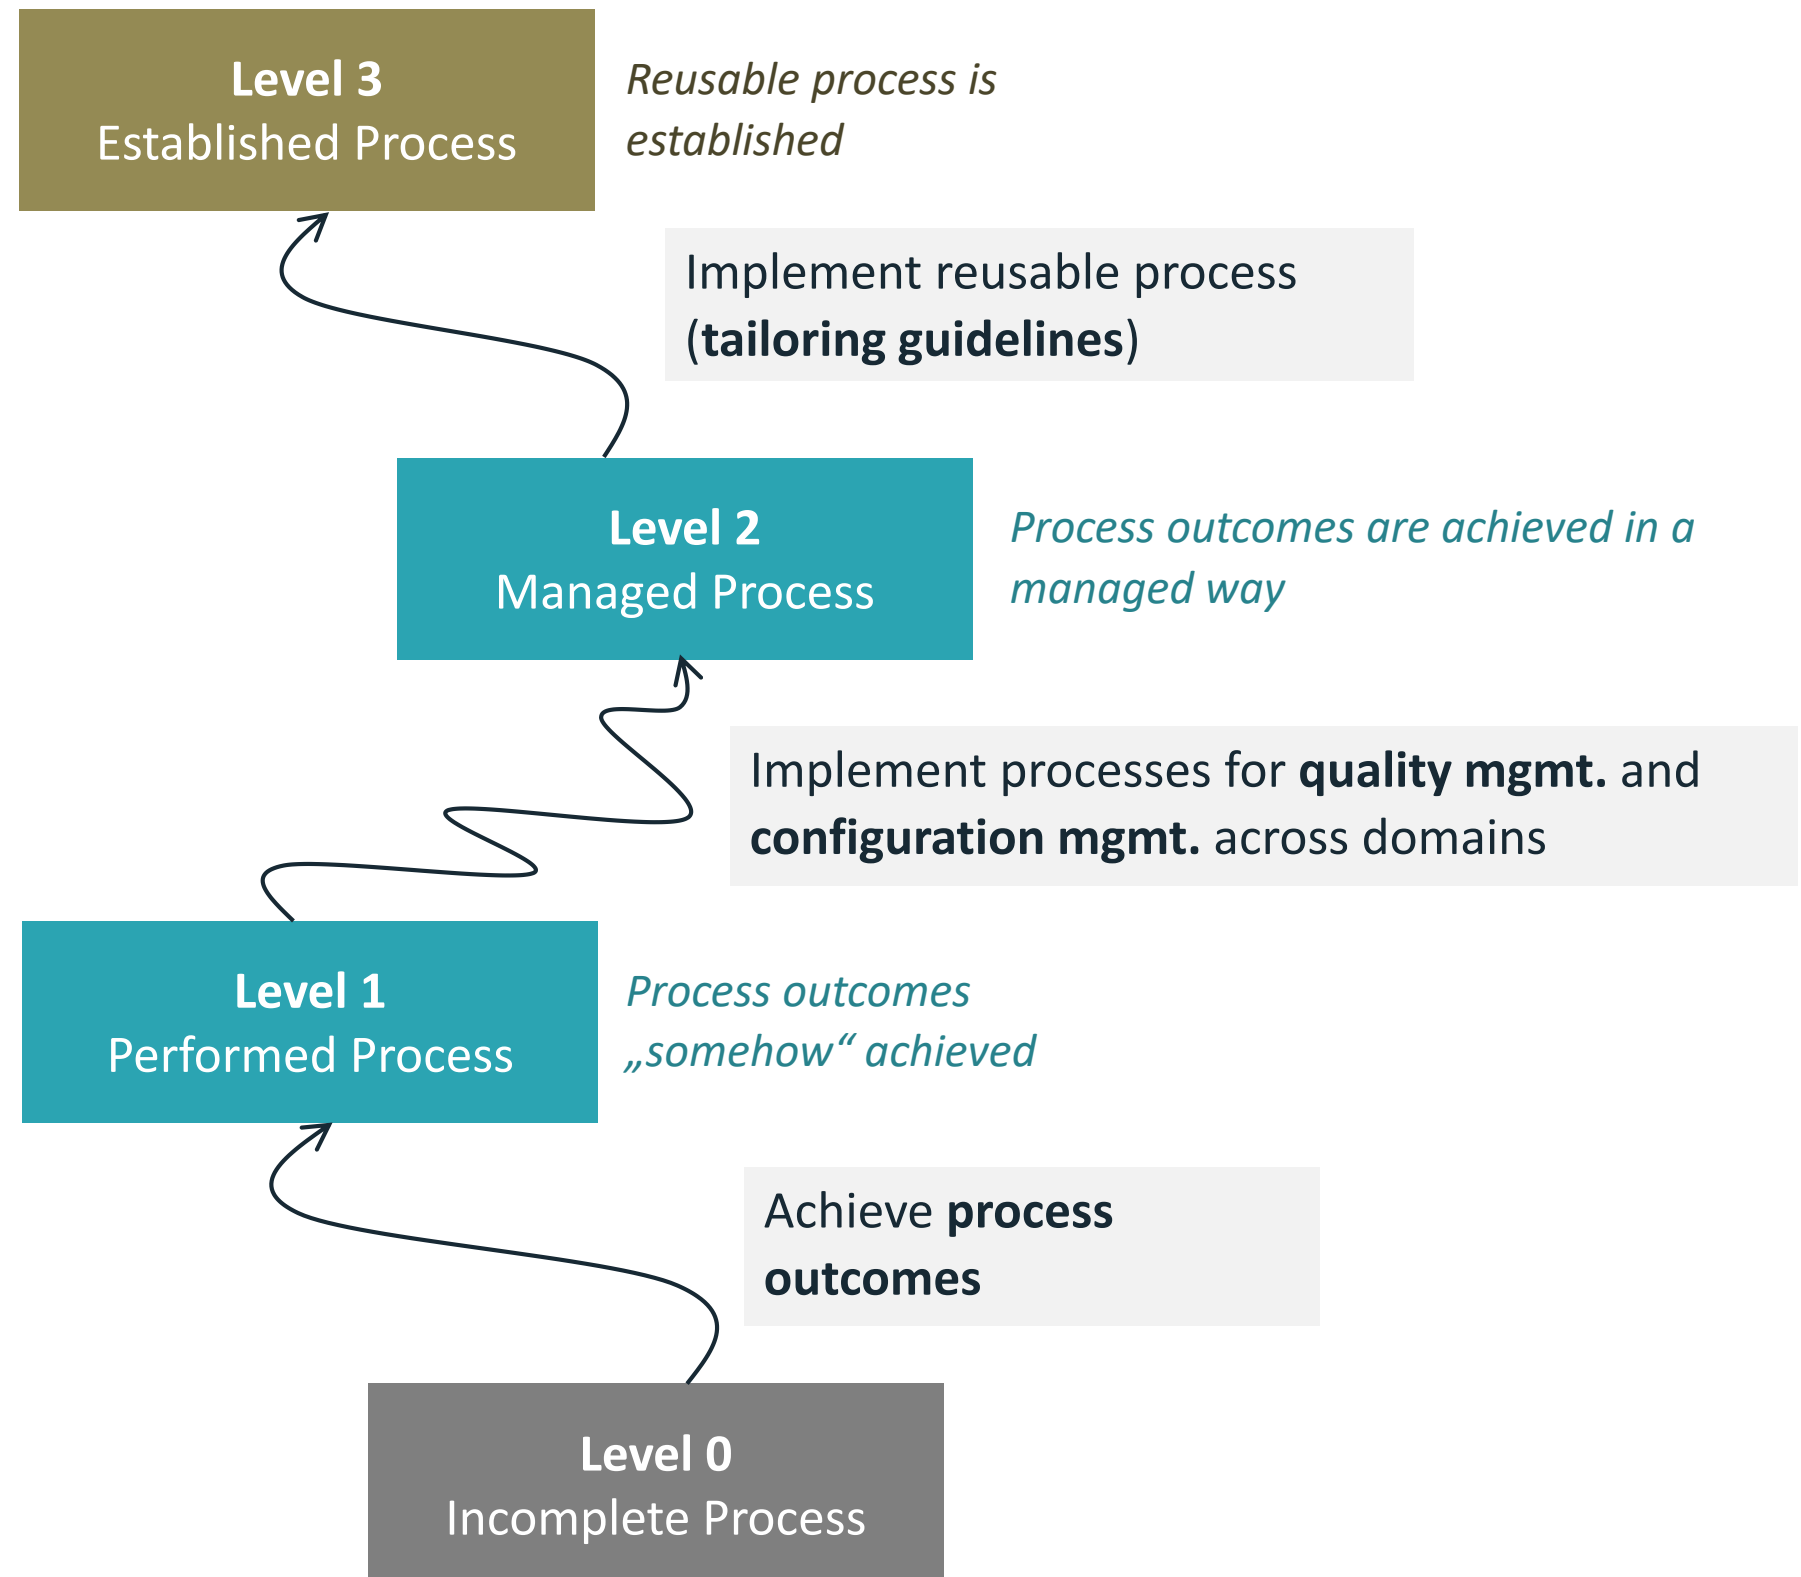 Level 3
Established Process
Reusable process is
established
Implement reusable process
(tailoring guidelines)
Level 2
Managed Process
Process outcomes are achieved in a
managed way
Implement processes for quality mgmt. and
configuration mgmt. across domains
Level 1
Performed Process
Process outcomes
„somehow“ achieved
Achieve process
outcomes
Level 0
Incomplete Process